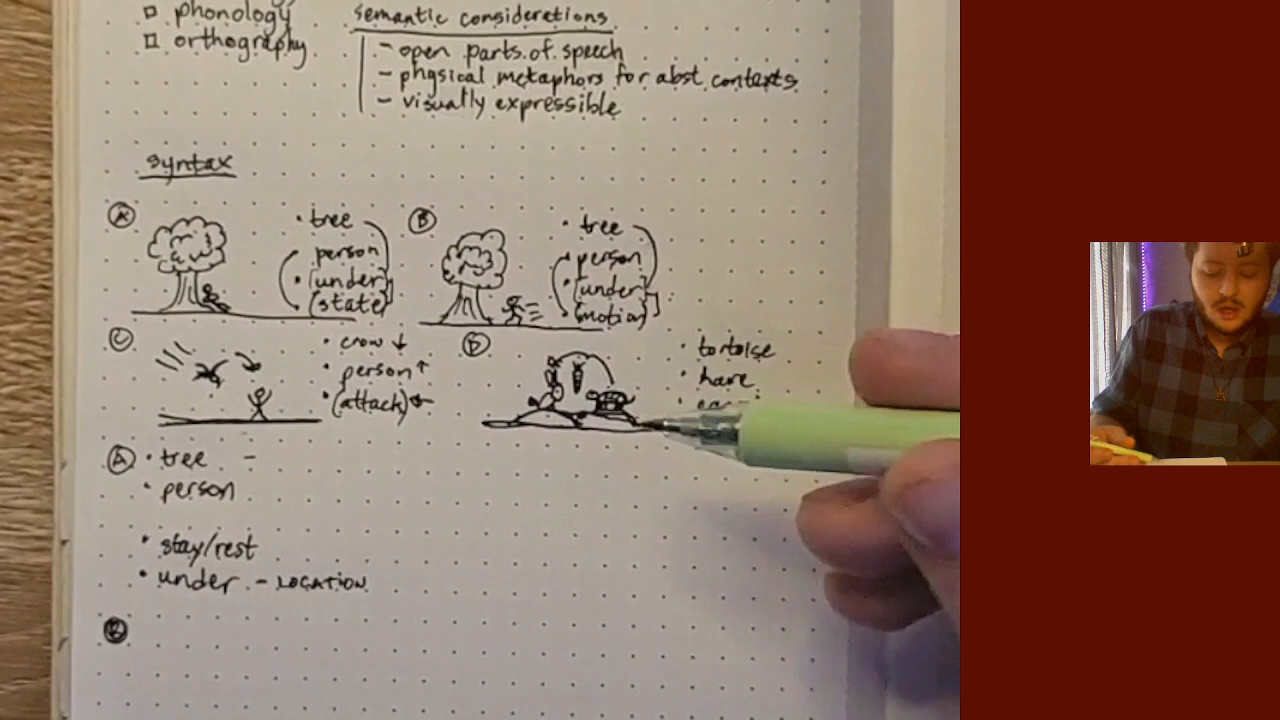 phonology
orthography
semantic considerations
- open parts of speech
- physical metaphors for abst contexts
- visually expressible
syntax
A
• tree
person
• (under)
(state)
B
• tree
• person
• (under)
(motion)
C
• crow ↓
• person ↑
• (attack)
D
• tortoise
• hare
A • tree -
• person
• stay/rest
• under - LOCATION